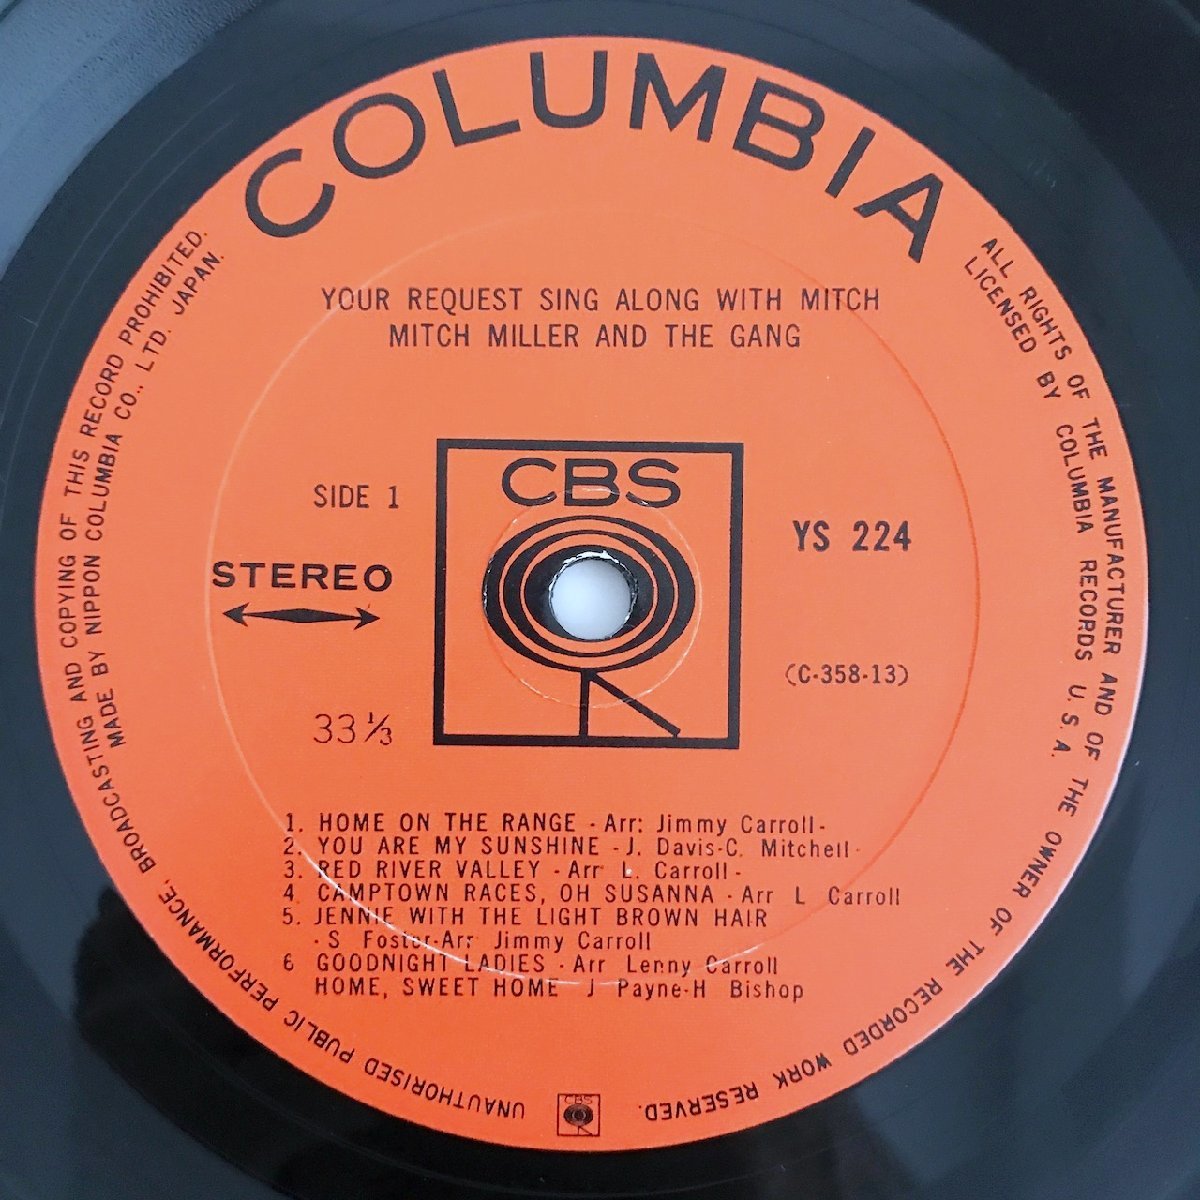 COLUMBIA
YOUR REQUEST SING ALONG WITH MITCH
MITCH MILLER AND THE GANG
CBS
SIDE 1
STEREO
33 ⅓
YS 224
(C-358-13)
1. HOME ON THE RANGE - Arr: Jimmy Carroll -
2. YOU ARE MY SUNSHINE - J. Davis-C. Mitchell -
3. RED RIVER VALLEY - Arr L. Carroll -
4. CAMPTOWN RACES, OH SUSANNA - Arr L Carroll
5. JENNIE WITH THE LIGHT BROWN HAIR
- S Foster-Arr Jimmy Carroll
6 GOODNIGHT LADIES - Arr Lenny Carroll
HOME, SWEET HOME J Payne-H Bishop
UNAUTHORISED PUBLIC PERFORMANCE, BROADCASTING AND COPYING OF THIS RECORD PROHIBITED.
MADE BY NIPPON COLUMBIA CO., LTD. JAPAN.
ALL RIGHTS OF THE MANUFACTURER AND OF THE OWNER OF THE RECORDED WORK RESERVED.
LICENSED BY COLUMBIA RECORDS U.S.A.
CBS